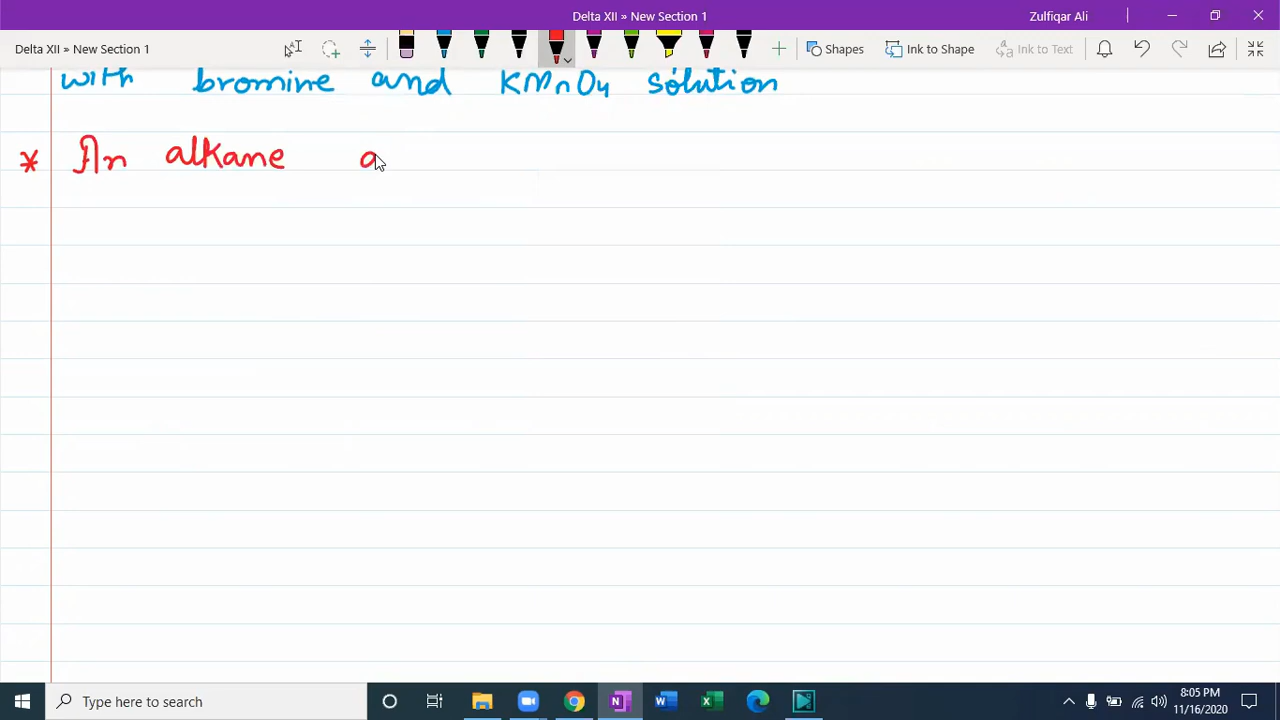 Delta XII » New Section 1
Zulfiqar Ali
Delta XII » New Section 1
Shapes
Ink to Shape
Ink to Text
with bromine and KMnO4 solution
* An alkane a
Type here to search
8:05 PM
11/16/2020